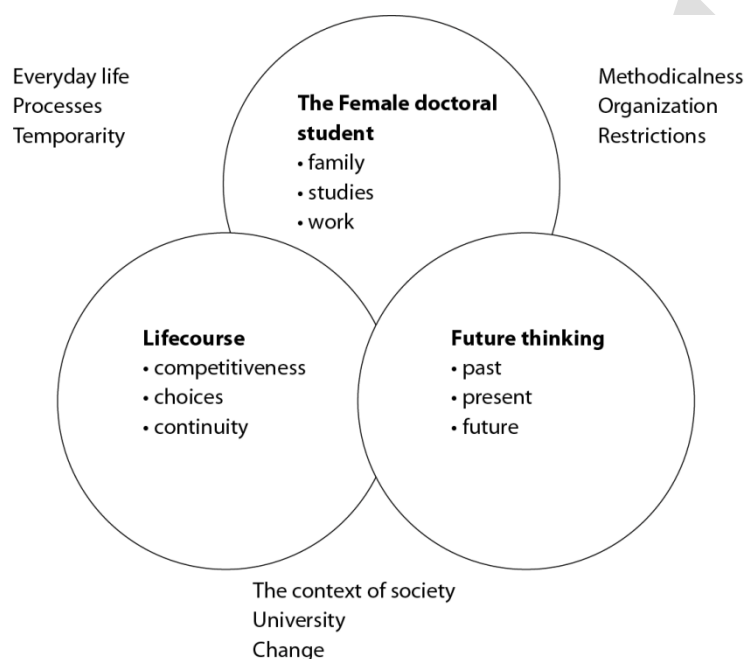 Everyday life
Processes
Temporarity
Methodicalness
Organization
Restrictions
The Female doctoral
student
• family
• studies
• work
Lifecourse
• competitiveness
• choices
• continuity
Future thinking
• past
• present
• future
The context of society
University
Change